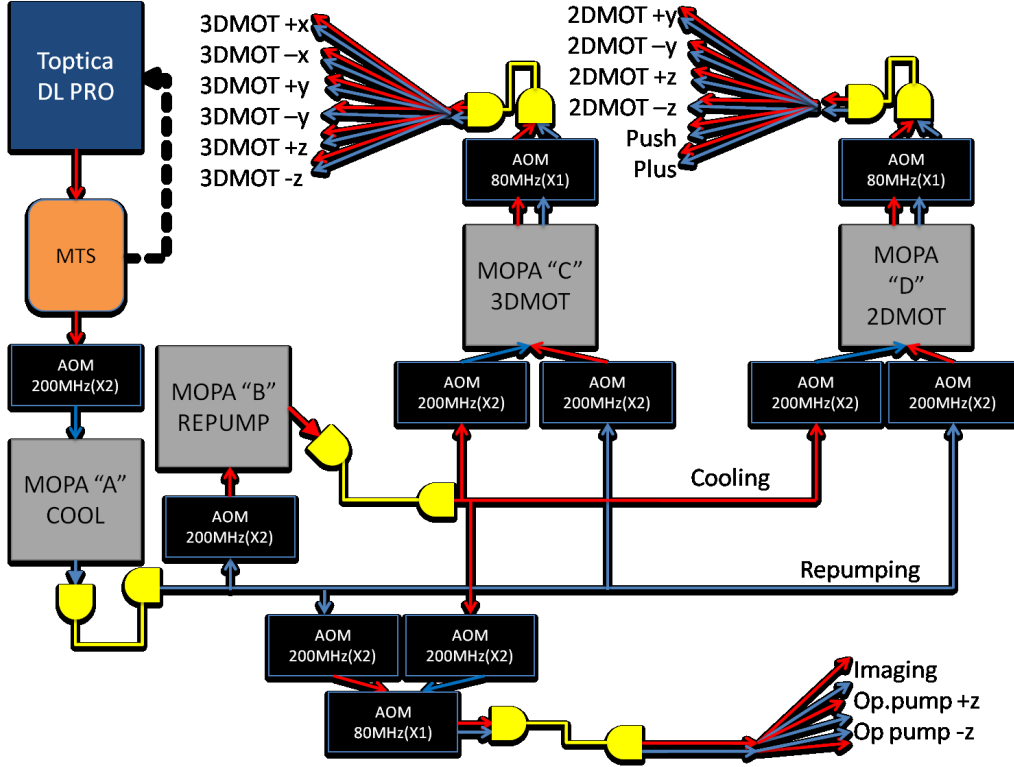 Toptica
DL PRO
3DMOT +x
3DMOT –x
3DMOT +y
3DMOT –y
3DMOT +z
3DMOT -z
2DMOT +y
2DMOT –y
2DMOT +z
2DMOT –z
Push
Plus
AOM
80MHz(X1)
AOM
80MHz(X1)
MTS
MOPA “C”
3DMOT
MOPA
“D”
2DMOT
AOM
200MHz(X2)
MOPA “B”
REPUMP
AOM
200MHz(X2)
AOM
200MHz(X2)
AOM
200MHz(X2)
AOM
200MHz(X2)
MOPA “A”
COOL
Cooling
AOM
200MHz(X2)
Repumping
AOM
200MHz(X2)
AOM
200MHz(X2)
AOM
80MHz(X1)
Imaging
Op.pump +z
Op pump -z